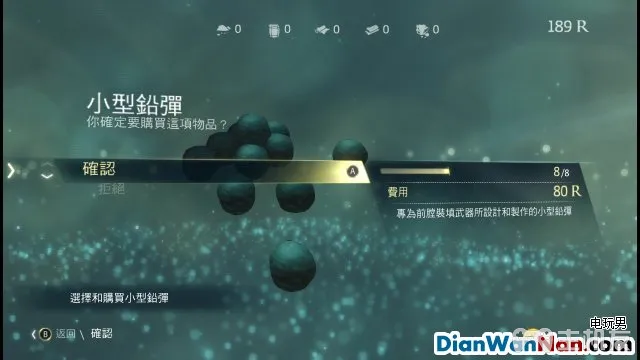 0 0 0 0 0 189 R
小型鉛彈
你確定要購買這項物品？
確認 A 8/8
拒絕
費用 80 R
專為前膛裝填武器所設計和製作的小型鉛彈
選擇和購買小型鉛彈
B 返回 \ 確認
电玩男
DianWanNan.com